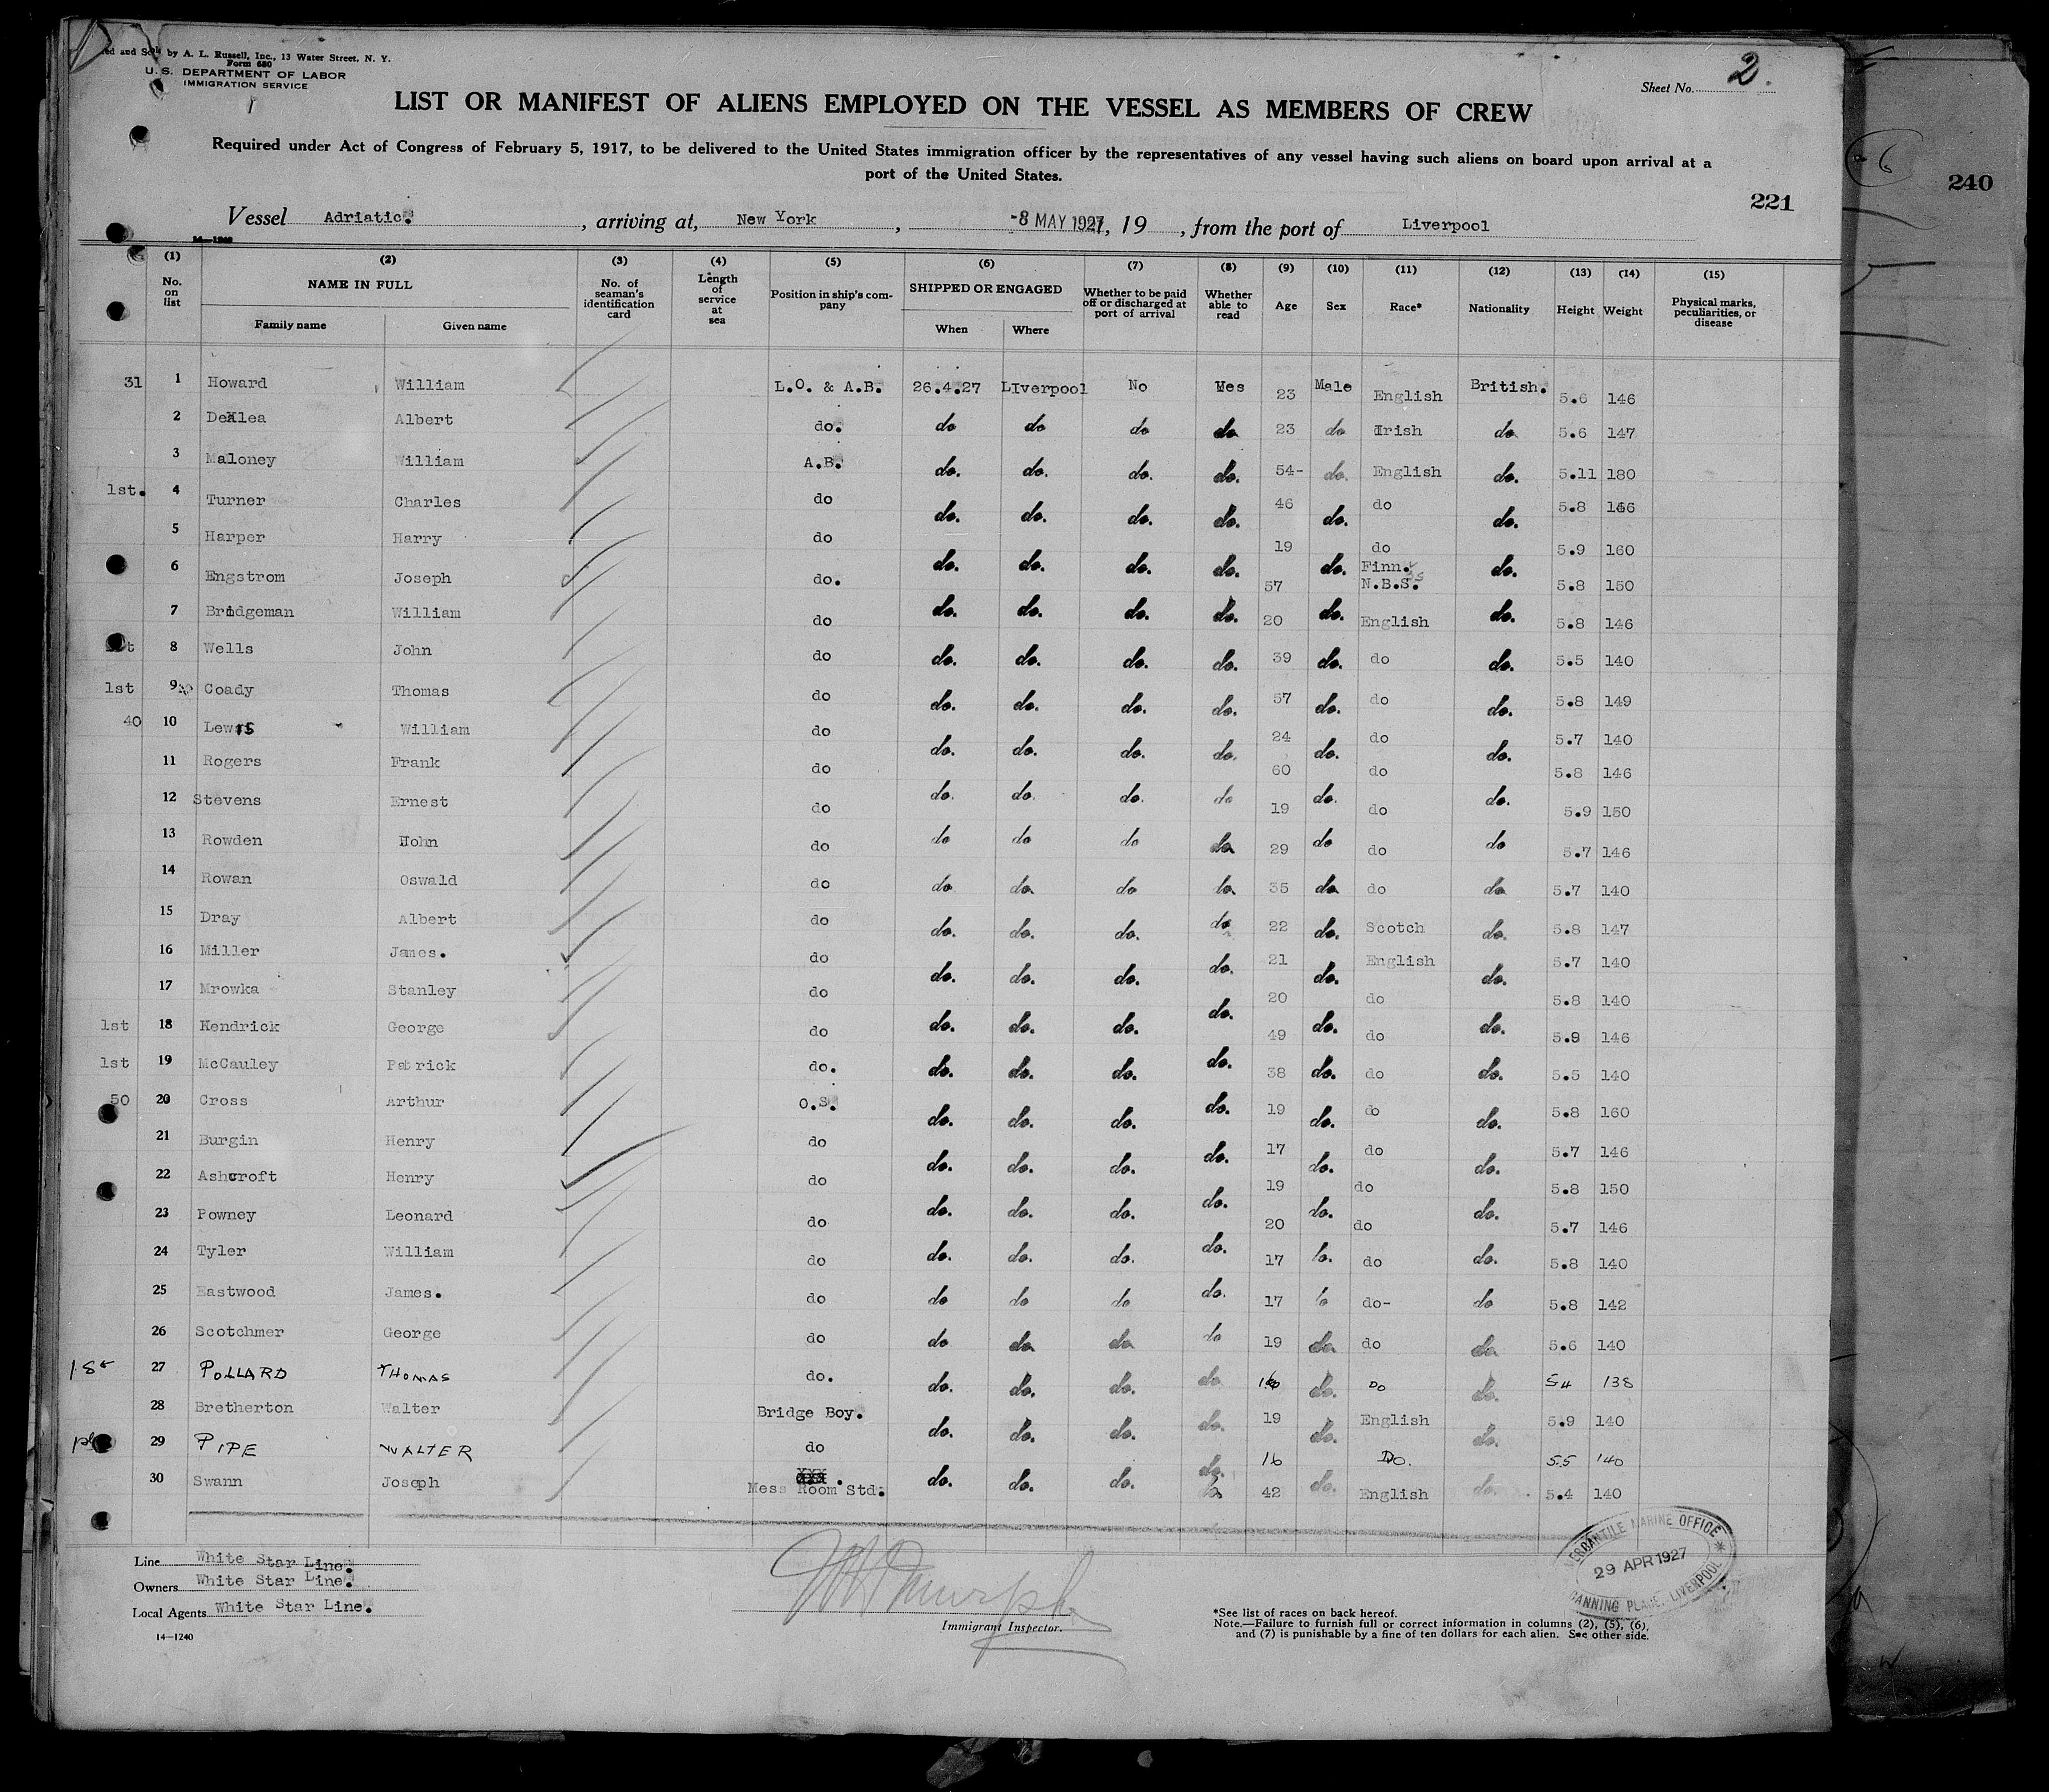 Sold by A. L. Russell, Inc., 13 Water Street, N. Y.
Form 680
U. S. DEPARTMENT OF LABOR
IMMIGRATION SERVICE
Sheet No. 2.
LIST OR MANIFEST OF ALIENS EMPLOYED ON THE VESSEL AS MEMBERS OF CREW
Required under Act of Congress of February 5, 1917, to be delivered to the United States immigration officer by the representatives of any vessel having such aliens on board upon arrival at a
port of the United States.
240
221
Vessel Adriatic. , arriving at, New York , -8 MAY 1927, 19 , from the port of Liverpool
14—1240
(1) No. on list (2) NAME IN FULL Family name Given name (3) No. of seaman's identification card (4) Length of service at sea (5) Position in ship's company (6) SHIPPED OR ENGAGED When Where (7) Whether to be paid off or discharged at port of arrival (8) Whether able to read (9) Age (10) Sex (11) Race* (12) Nationality (13) Height (14) Weight (15) Physical marks, peculiarities, or disease
31 1 Howard William L.O. & A.B. 26.4.27 LIverpool No Yes 23 Male English British. 5.6 146
2 Albert do. do do do do 23 do Irish do 5.6 147
3 Maloney William A.B. do. do. do. do. 54- do. English do. 5.11 180
1st. 4 Turner Charles do do. do. do. do. 46 do. do do. 5.8 166
5 Harper Harry do do. do. do. do. 19 do. do do. 5.9 160
6 Engstrom Joseph do. do. do. do. do. 57 do. Finn. N.B.S. do. 5.8 150
7 Bridgeman William do do. do. do. do. 20 do. English do. 5.8 146
8 Wells John do do. do. do. do. 39 do. do do. 5.5 140
1st 9 Coady Thomas do do. do. do. do. 57 do. do do. 5.8 149
40 10 Lewis William do do. do. do. do. 24 do. do do. 5.7 140
11 Rogers Frank do do. do. do. do 60 do. do do. 5.8 146
12 Stevens Ernest do do do do do 19 do do do 5.9 150
13 Rowden John do do do do do 29 do do do 5.7 146
14 Rowan Oswald do do. do. do. do 35 do. do do. 5.7 140
15 Dray Albert do do. do. do. do. 22 do. Scotch do. 5.8 147
16 Miller James. do do. do. do. do. 21 do. English do. 5.7 140
17 Mrowka Stanley do do. do. do. do. 20 do. do do. 5.8 140
1st 18 Kendrick George do do. do. do. do. 49 do. do do. 5.9 146
1st 19 McCauley Patrick do. do. do. do. do. 38 do. do do. 5.5 140
50 20 Cross Arthur O.S. do. do. do. do. 19 do. do do. 5.8 160
21 Burgin Henry do do. do. do. do. 17 do. do do. 5.7 146
22 Ashcroft Henry do do. do. do. do. 19 do. do do. 5.8 150
23 Powney Leonard do do. do. do. do. 20 do. do do. 5.7 146
24 Tyler William do do do do do. 17 do do do 5.8 140
25 Eastwood James. do do do do do 17 do do- do 5.8 142
26 Scotchmer George do do. do. do. do. 19 do. do do. 5.6 140
1st 27 POLLARD THOMAS do. do. do. do. do. do. DO do. 54 138
28 Bretherton Walter Bridge Boy. do. do. do. do. 19 do. English do. 5.9 140
29 PIPE WALTER do do. do. do. do. 16 do. Do. do. 55 140
30 Swann Joseph Mess Room Std. 42 English 5.4 140
Line White Star Line.
Owners White Star Line.
Local Agents White Star Line.
14—1240
Immigrant Inspector.
MERCANTILE MARINE OFFICE
29 APR 1927
CANNING PLACE, LIVERPOOL
*See list of races on back hereof.
Note.—Failure to furnish full or correct information in columns (2), (5), (6),
and (7) is punishable by a fine of ten dollars for each alien. See other side.